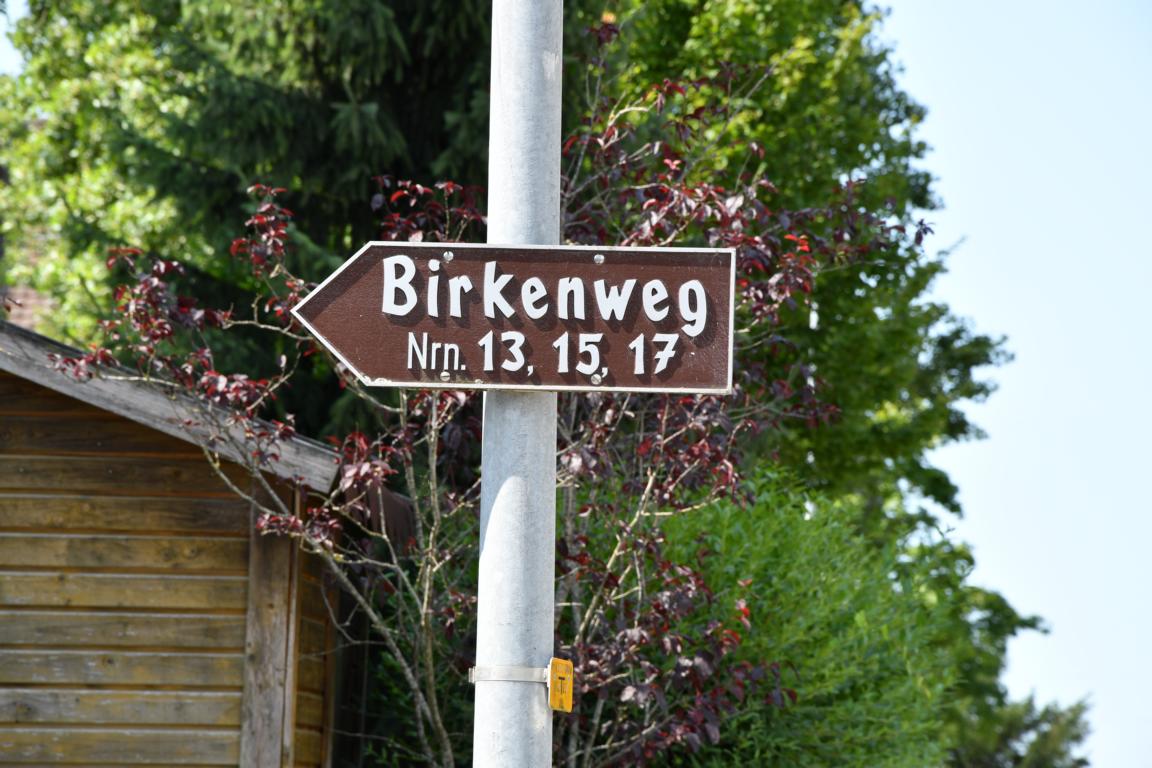 Birkenweg
Nrn. 13, 15, 17